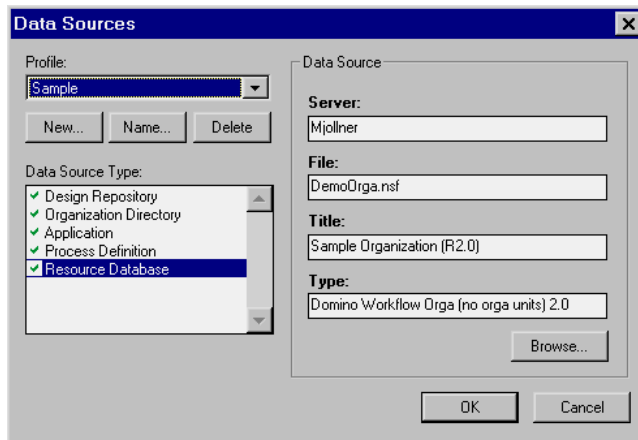 Data Sources
Profile:
Sample
New...
Name...
Delete
Data Source Type:
Design Repository
Organization Directory
Application
Process Definition
Resource Database
Data Source
Server:
Mjollner
File:
DemoOrga.nsf
Title:
Sample Organization (R2.0)
Type:
Domino Workflow Orga (no orga units) 2.0
Browse...
OK
Cancel